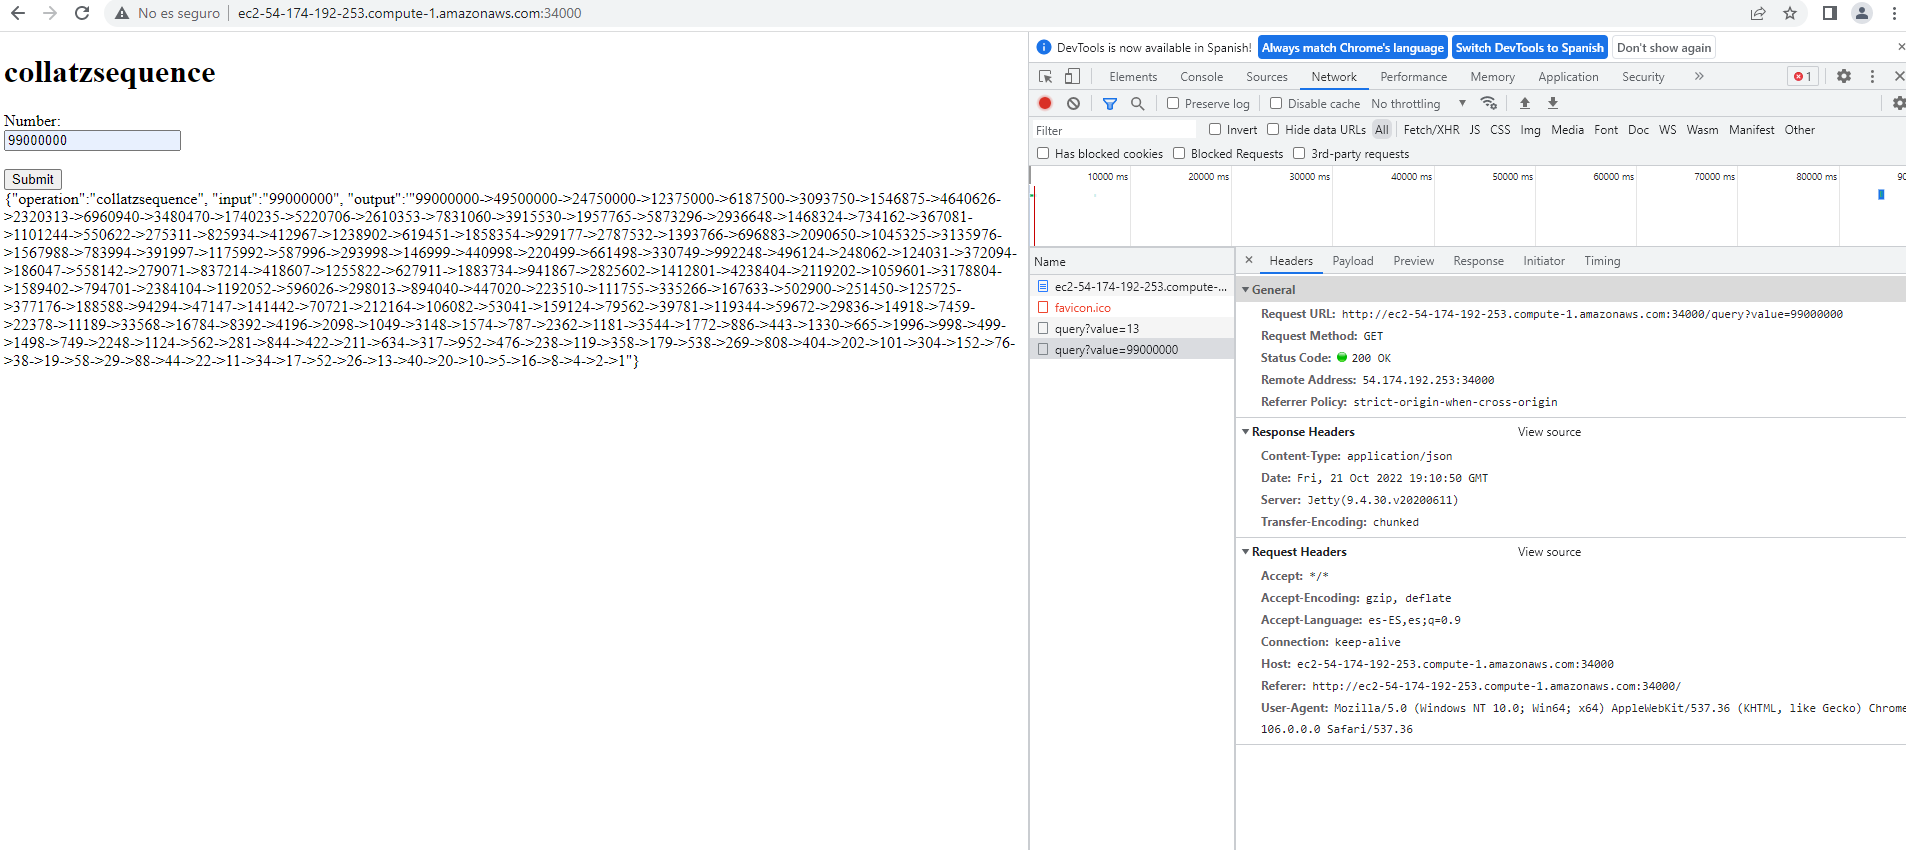 No es seguro ec2-54-174-192-253.compute-1.amazonaws.com:34000
collatzsequence
Number:
99000000
Submit
{"operation":"collatzsequence", "input":"99000000", "output":'"99000000->49500000->24750000->12375000->6187500->3093750->1546875->4640626-
>2320313->6960940->3480470->1740235->5220706->2610353->7831060->3915530->1957765->5873296->2936648->1468324->734162->367081-
>1101244->550622->275311->825934->412967->1238902->619451->1858354->929177->2787532->1393766->696883->2090650->1045325->3135976-
>1567988->783994->391997->1175992->587996->293998->146999->440998->220499->661498->330749->992248->496124->248062->124031->372094-
>186047->558142->279071->837214->418607->1255822->627911->1883734->941867->2825602->1412801->4238404->2119202->1059601->3178804-
>1589402->794701->2384104->1192052->596026->298013->894040->447020->223510->111755->335266->167633->502900->251450->125725-
>377176->188588->94294->47147->141442->70721->212164->106082->53041->159124->79562->39781->119344->59672->29836->14918->7459-
>22378->11189->33568->16784->8392->4196->2098->1049->3148->1574->787->2362->1181->3544->1772->886->443->1330->665->1996->998->499-
>1498->749->2248->1124->562->281->844->422->211->634->317->952->476->238->119->358->179->538->269->808->404->202->101->304->152->76-
>38->19->58->29->88->44->22->11->34->17->52->26->13->40->20->10->5->16->8->4->2->1"}
DevTools is now available in Spanish! Always match Chrome's language Switch DevTools to Spanish Don't show again
Elements Console Sources Network Performance Memory Application Security 1
Preserve log Disable cache No throttling
Filter Invert Hide data URLs All Fetch/XHR JS CSS Img Media Font Doc WS Wasm Manifest Other
Has blocked cookies Blocked Requests 3rd-party requests
10000 ms 20000 ms 30000 ms 40000 ms 50000 ms 60000 ms 70000 ms 80000 ms 90
Name
ec2-54-174-192-253.compute-...
favicon.ico
query?value=13
query?value=99000000
Headers Payload Preview Response Initiator Timing
General
Request URL: http://ec2-54-174-192-253.compute-1.amazonaws.com:34000/query?value=99000000
Request Method: GET
Status Code: 200 OK
Remote Address: 54.174.192.253:34000
Referrer Policy: strict-origin-when-cross-origin
Response Headers View source
Content-Type: application/json
Date: Fri, 21 Oct 2022 19:10:50 GMT
Server: Jetty(9.4.30.v20200611)
Transfer-Encoding: chunked
Request Headers View source
Accept: */*
Accept-Encoding: gzip, deflate
Accept-Language: es-ES,es;q=0.9
Connection: keep-alive
Host: ec2-54-174-192-253.compute-1.amazonaws.com:34000
Referer: http://ec2-54-174-192-253.compute-1.amazonaws.com:34000/
User-Agent: Mozilla/5.0 (Windows NT 10.0; Win64; x64) AppleWebKit/537.36 (KHTML, like Gecko) Chrome
106.0.0.0 Safari/537.36